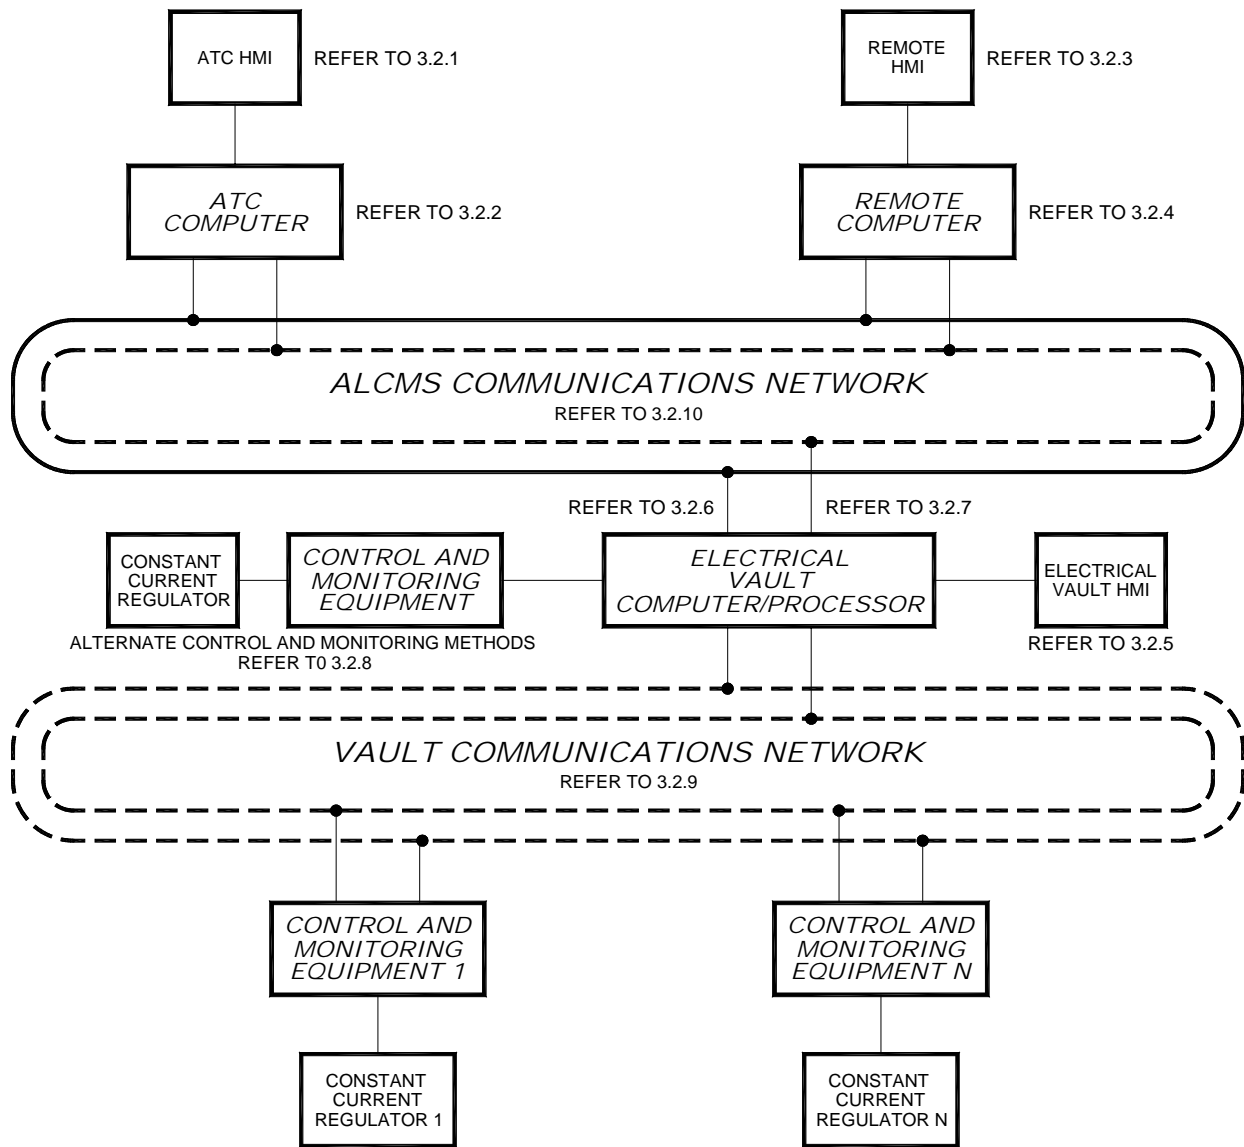 ATC HMI
REFER TO 3.2.1
REMOTE
HMI
REFER TO 3.2.3
ATC
COMPUTER
REFER TO 3.2.2
REMOTE
COMPUTER
REFER TO 3.2.4
ALCMS COMMUNICATIONS NETWORK
REFER TO 3.2.10
REFER TO 3.2.6
REFER TO 3.2.7
CONSTANT
CURRENT
REGULATOR
CONTROL AND
MONITORING
EQUIPMENT
ELECTRICAL
VAULT
COMPUTER/PROCESSOR
ELECTRICAL
VAULT HMI
ALTERNATE CONTROL AND MONITORING METHODS
REFER T0 3.2.8
REFER TO 3.2.5
VAULT COMMUNICATIONS NETWORK
REFER TO 3.2.9
CONTROL AND
MONITORING
EQUIPMENT 1
CONTROL AND
MONITORING
EQUIPMENT N
CONSTANT
CURRENT
REGULATOR 1
CONSTANT
CURRENT
REGULATOR N